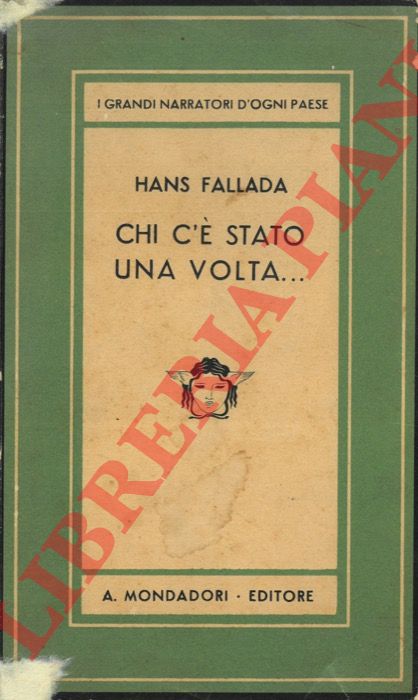 I GRANDI NARRATORI D'OGNI PAESE
HANS FALLADA
CHI C'È STATO
UNA VOLTA...
A. MONDADORI · EDITORE
LIBRERIA PIANI